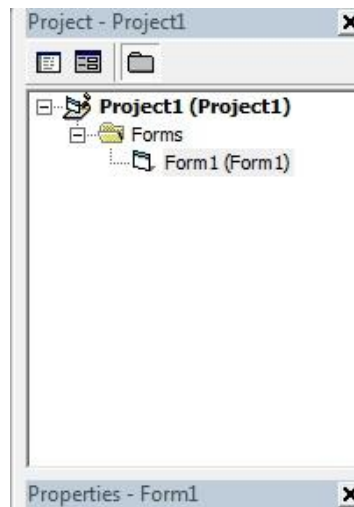 Project - Project1
Project1 (Project1)
Forms
Form1 (Form1)
Properties - Form1